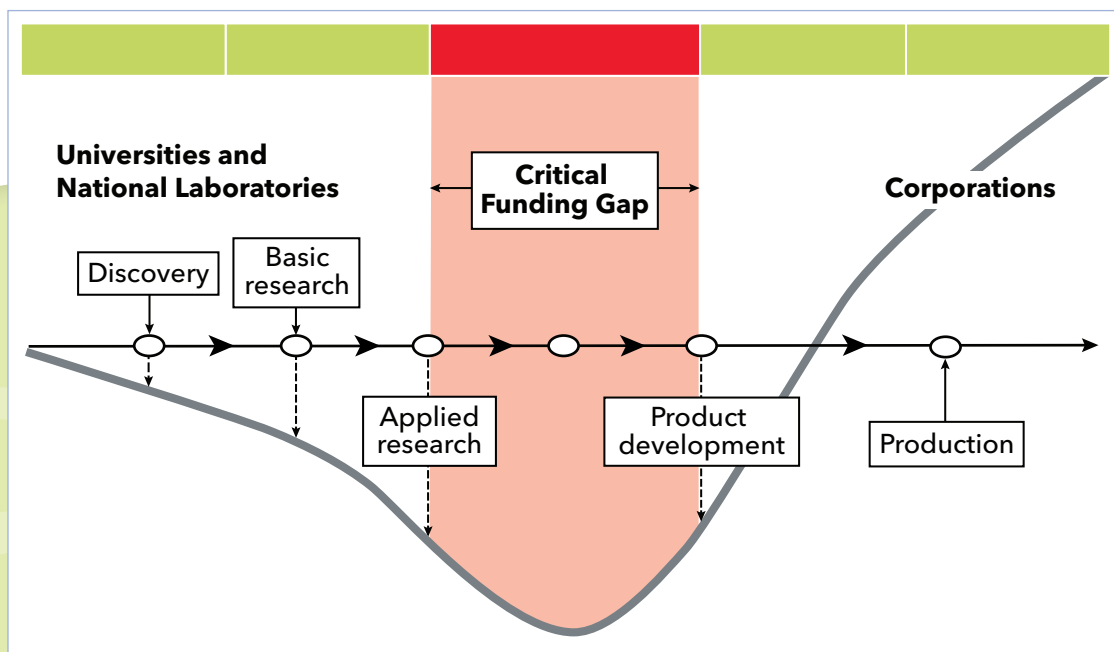 Universities and
National Laboratories
Critical
Funding Gap
Corporations
Discovery
Basic
research
Applied
research
Product
development
Production